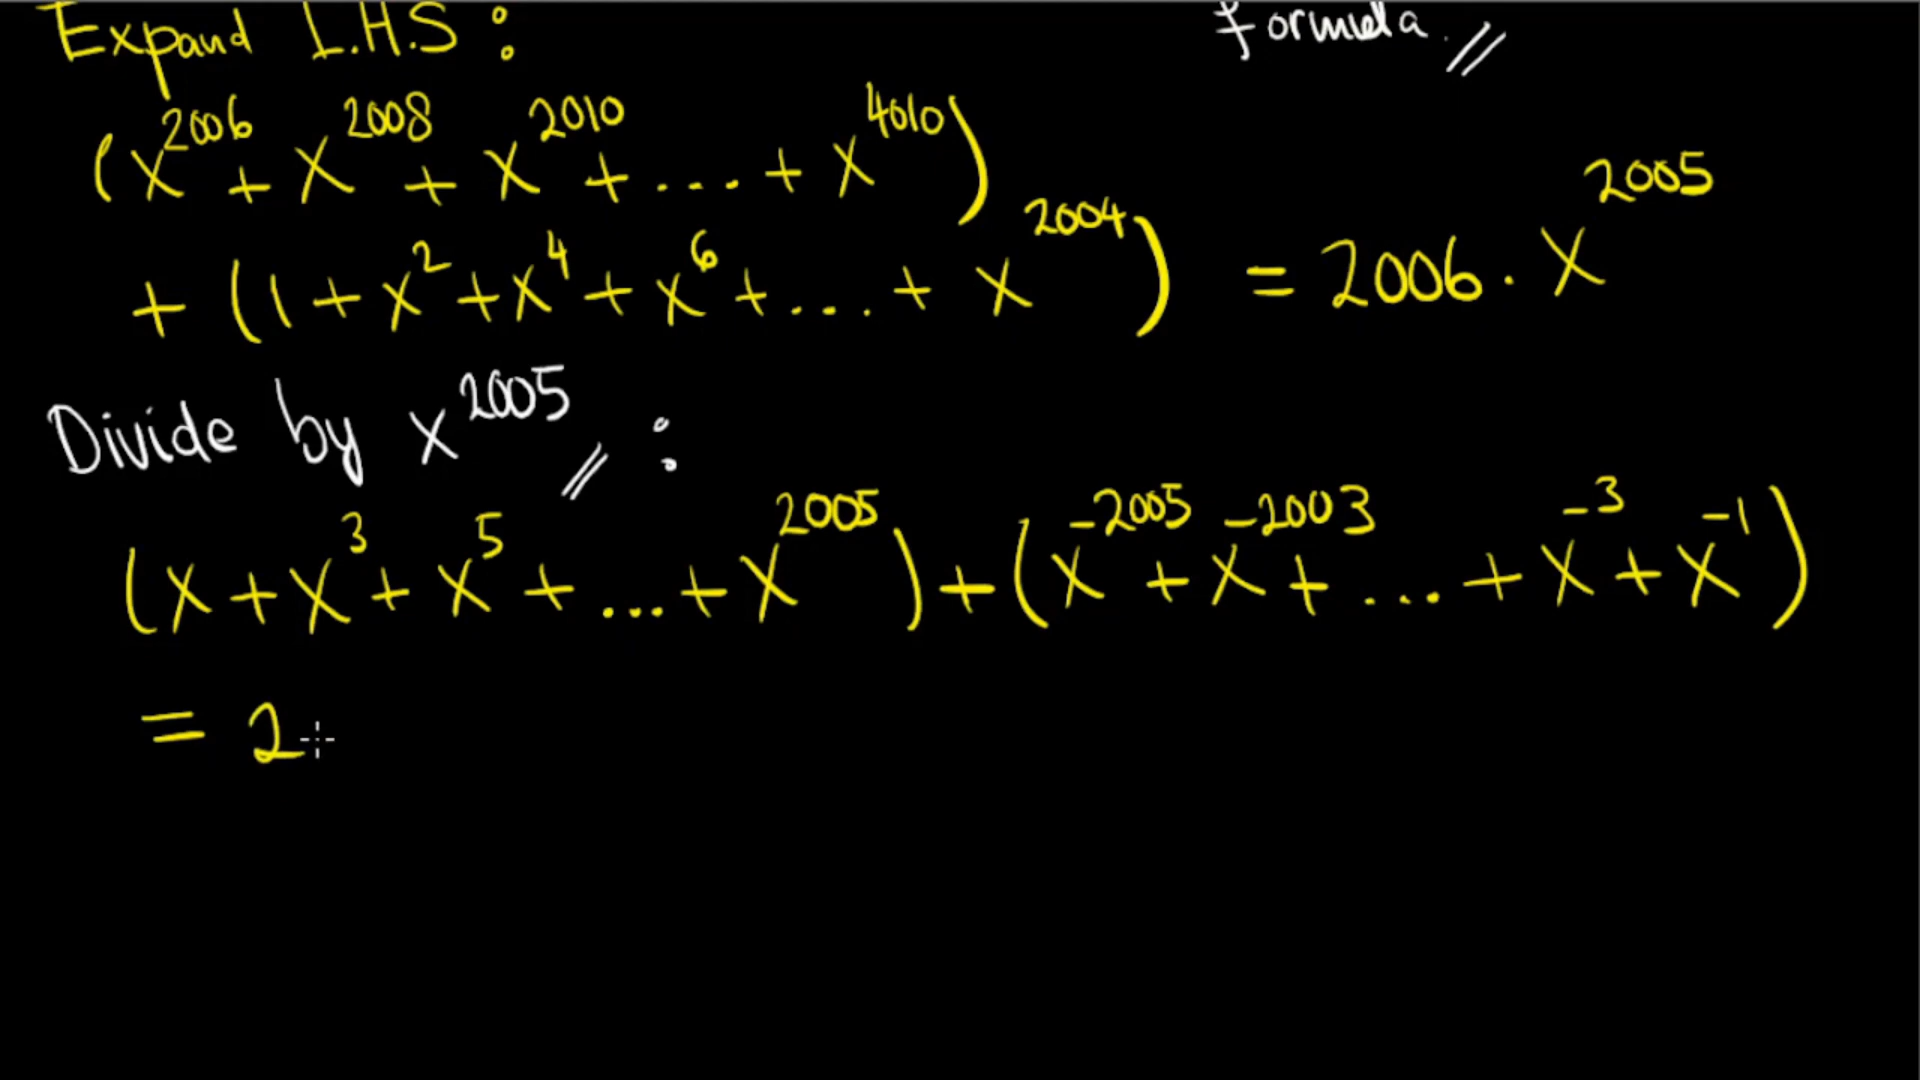 Expand L.H.S :
formula.
(x^2006 + x^2008 + x^2010 + ... + x^4010)
+ (1 + x^2 + x^4 + x^6 + ... + x^2004) = 2006 · x^2005
Divide by x^2005 :
(x + x^3 + x^5 + ... + x^2005) + (x^-2005 + x^-2003 + ... + x^-3 + x^-1)
= 2